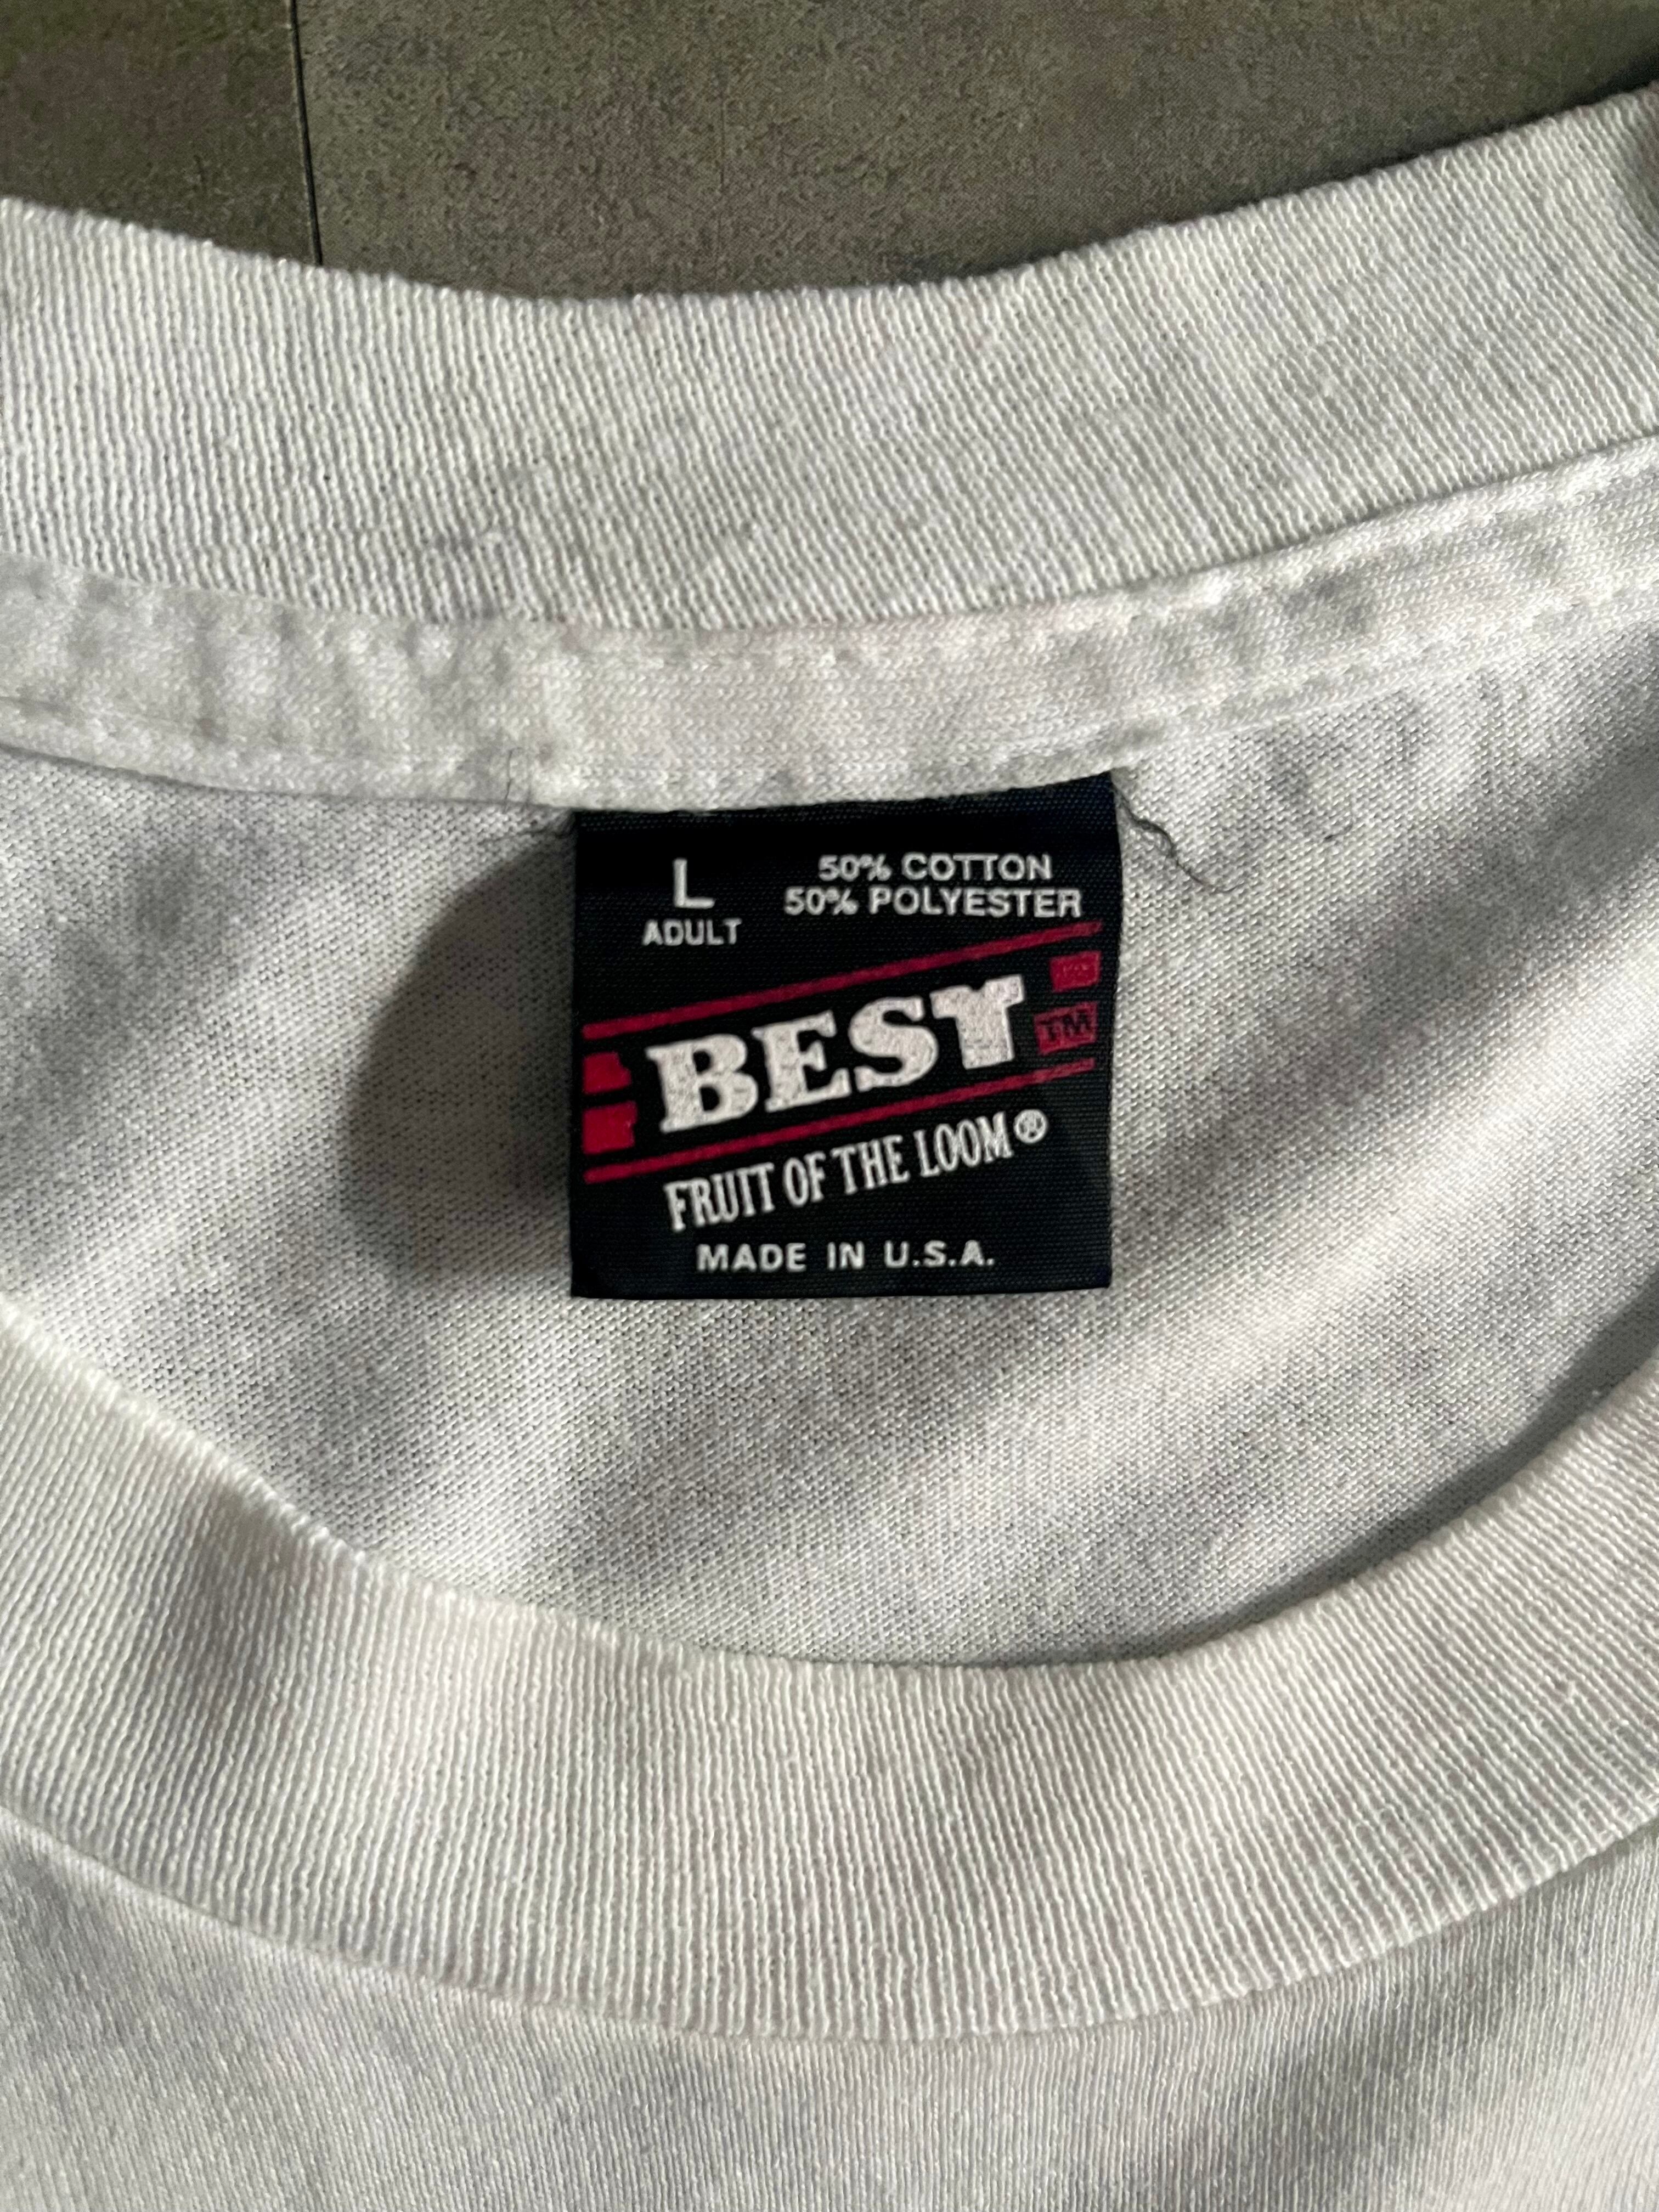 L 50% COTTON
ADULT 50% POLYESTER
BEST TM
FRUIT OF THE LOOM®
MADE IN U.S.A.